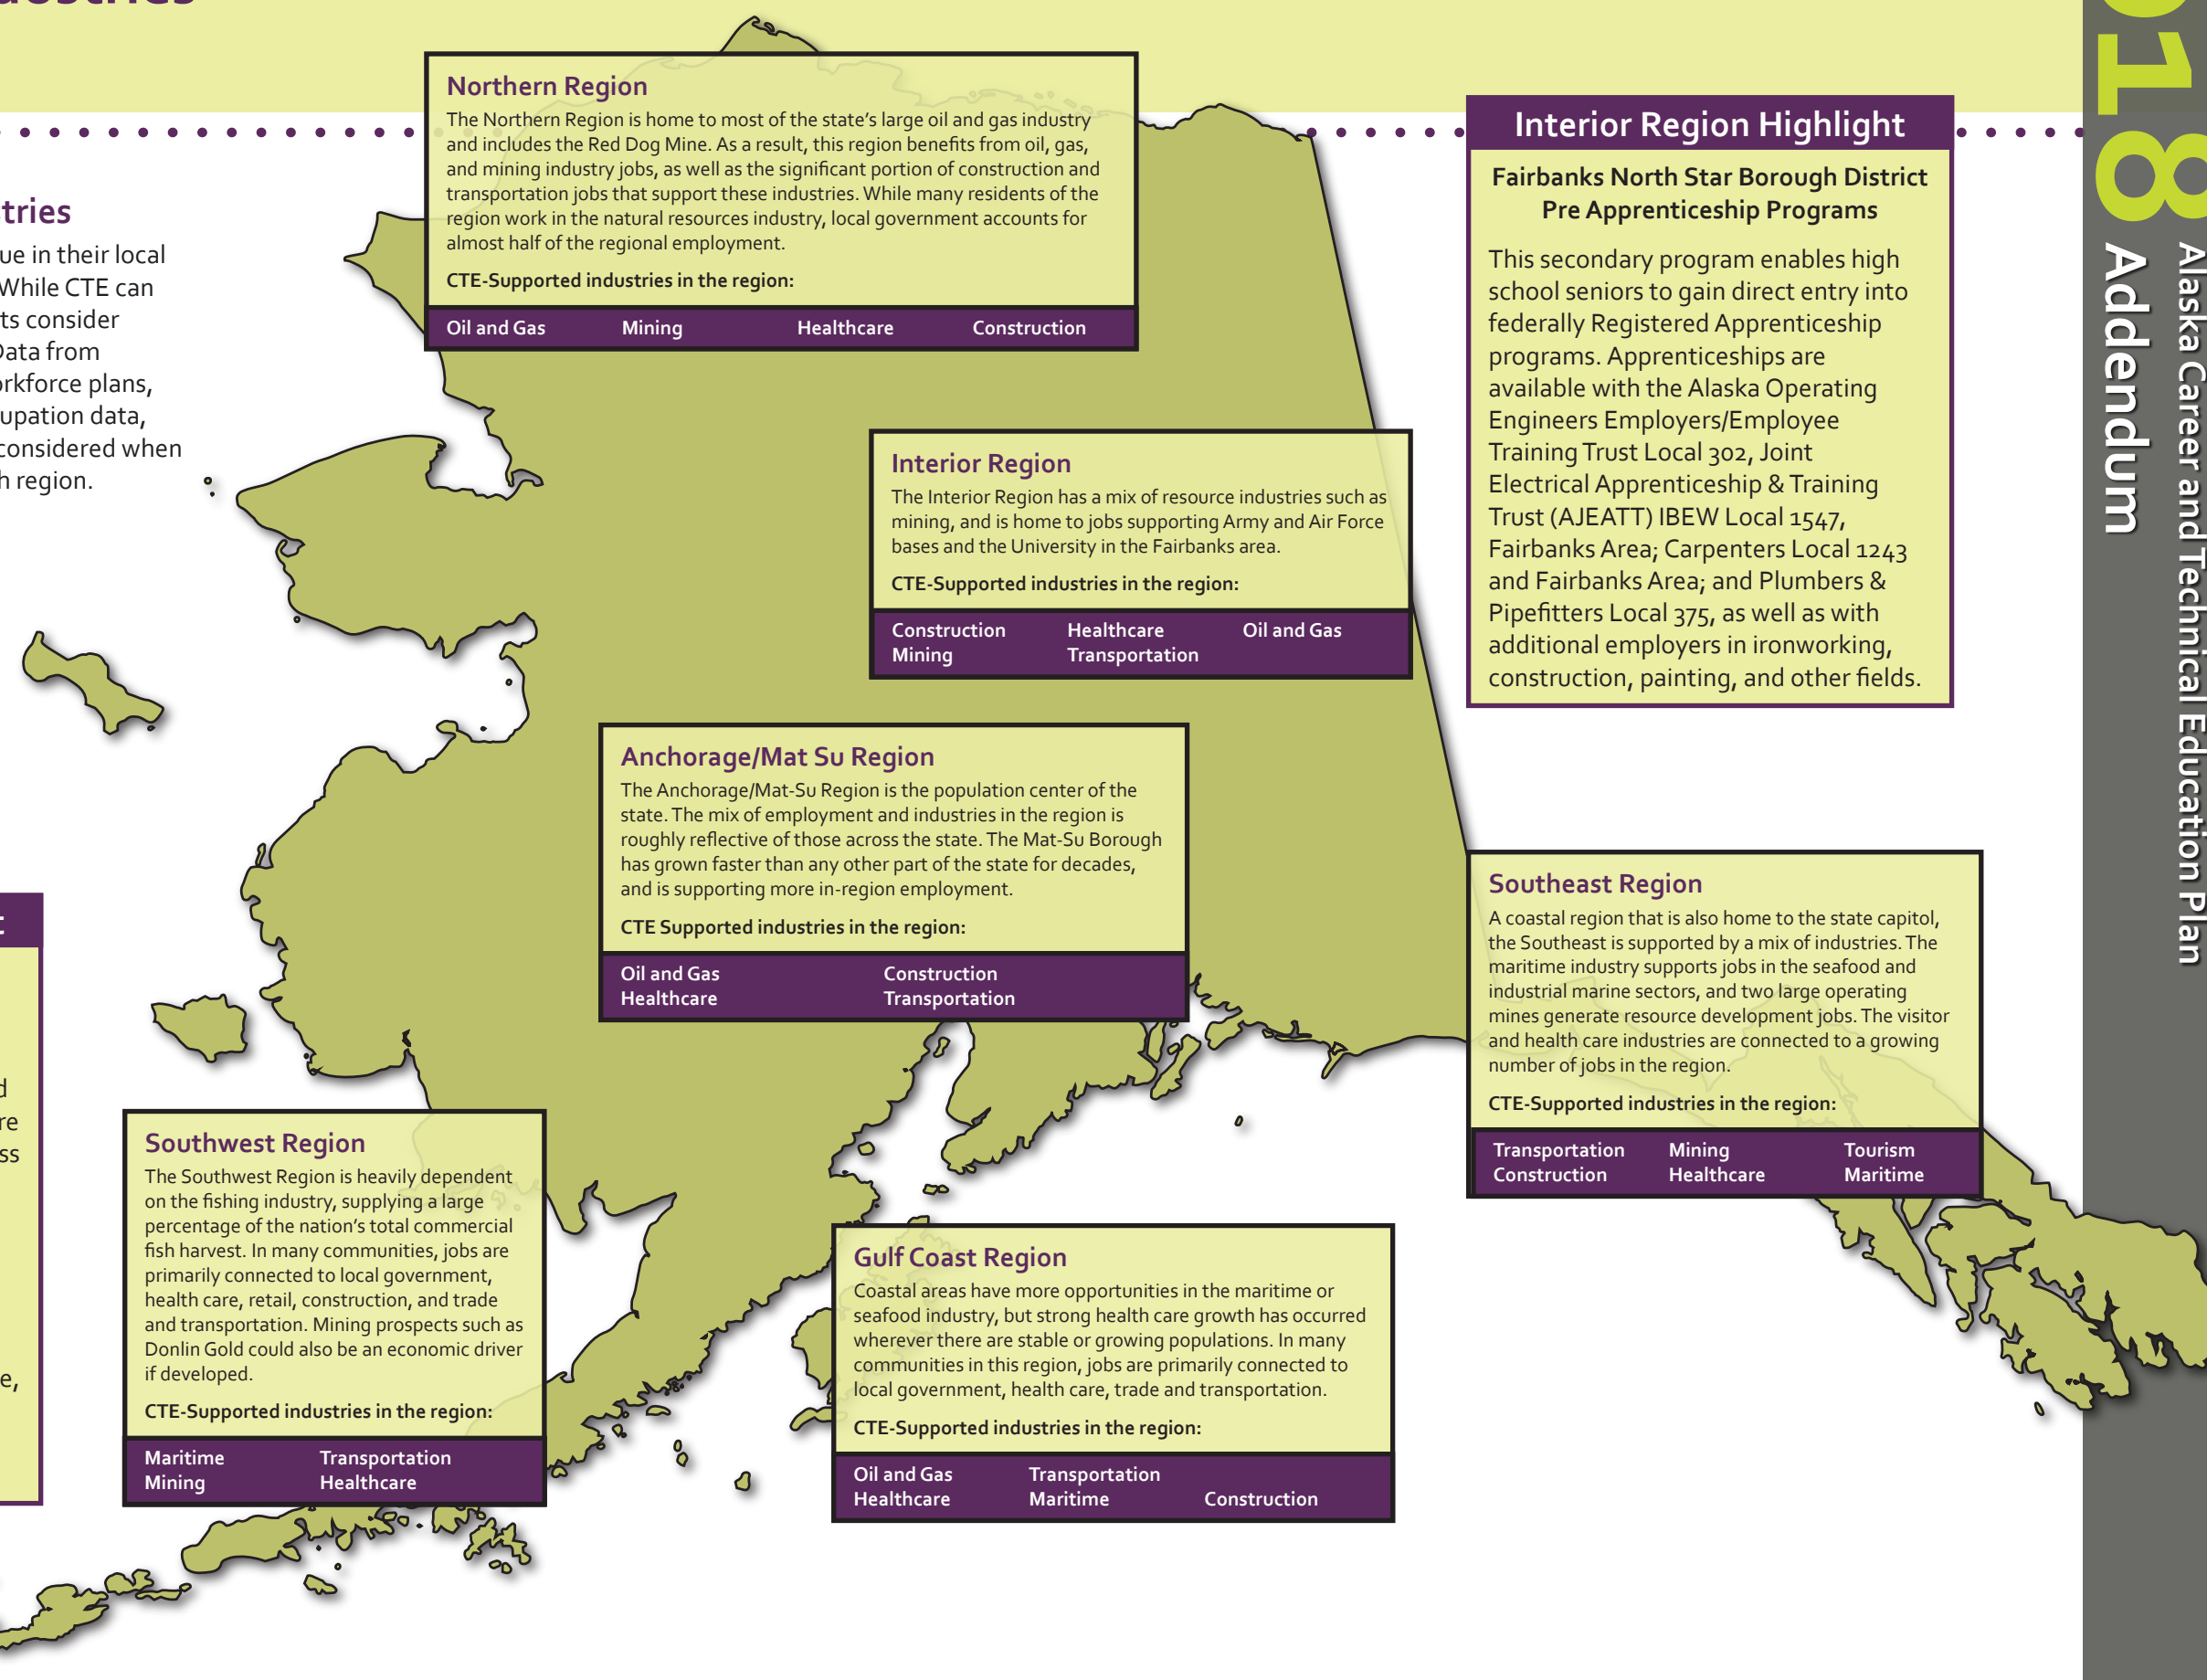 tries
ue in their local
While CTE can
ts consider
Data from
orkforce plans,
cupation data,
considered when
h region.
Northern Region
The Northern Region is home to most of the state's large oil and gas industry
and includes the Red Dog Mine. As a result, this region benefits from oil, gas,
and mining industry jobs, as well as the significant portion of construction and
transportation jobs that support these industries. While many residents of the
region work in the natural resources industry, local government accounts for
almost half of the regional employment.
CTE-Supported industries in the region:
Oil and Gas Mining Healthcare Construction
Interior Region Highlight
Fairbanks North Star Borough District
Pre Apprenticeship Programs
This secondary program enables high
school seniors to gain direct entry into
federally Registered Apprenticeship
programs. Apprenticeships are
available with the Alaska Operating
Engineers Employers/Employee
Training Trust Local 302, Joint
Electrical Apprenticeship & Training
Trust (AJEATT) IBEW Local 1547,
Fairbanks Area; Carpenters Local 1243
and Fairbanks Area; and Plumbers &
Pipefitters Local 375, as well as with
additional employers in ironworking,
construction, painting, and other fields.
Interior Region
The Interior Region has a mix of resource industries such as
mining, and is home to jobs supporting Army and Air Force
bases and the University in the Fairbanks area.
CTE-Supported industries in the region:
Construction Healthcare Oil and Gas
Mining Transportation
Anchorage/Mat Su Region
The Anchorage/Mat-Su Region is the population center of the
state. The mix of employment and industries in the region is
roughly reflective of those across the state. The Mat-Su Borough
has grown faster than any other part of the state for decades,
and is supporting more in-region employment.
CTE Supported industries in the region:
Oil and Gas Construction
Healthcare Transportation
Southeast Region
A coastal region that is also home to the state capitol,
the Southeast is supported by a mix of industries. The
maritime industry supports jobs in the seafood and
industrial marine sectors, and two large operating
mines generate resource development jobs. The visitor
and health care industries are connected to a growing
number of jobs in the region.
CTE-Supported industries in the region:
Transportation Mining Tourism
Construction Healthcare Maritime
t
d
re
ss
e,
Southwest Region
The Southwest Region is heavily dependent
on the fishing industry, supplying a large
percentage of the nation's total commercial
fish harvest. In many communities, jobs are
primarily connected to local government,
health care, retail, construction, and trade
and transportation. Mining prospects such as
Donlin Gold could also be an economic driver
if developed.
CTE-Supported industries in the region:
Maritime Transportation
Mining Healthcare
Gulf Coast Region
Coastal areas have more opportunities in the maritime or
seafood industry, but strong health care growth has occurred
wherever there are stable or growing populations. In many
communities in this region, jobs are primarily connected to
local government, health care, trade and transportation.
CTE-Supported industries in the region:
Oil and Gas Transportation
Healthcare Maritime Construction
018 Addendum
Alaska Career and Technical Education Plan